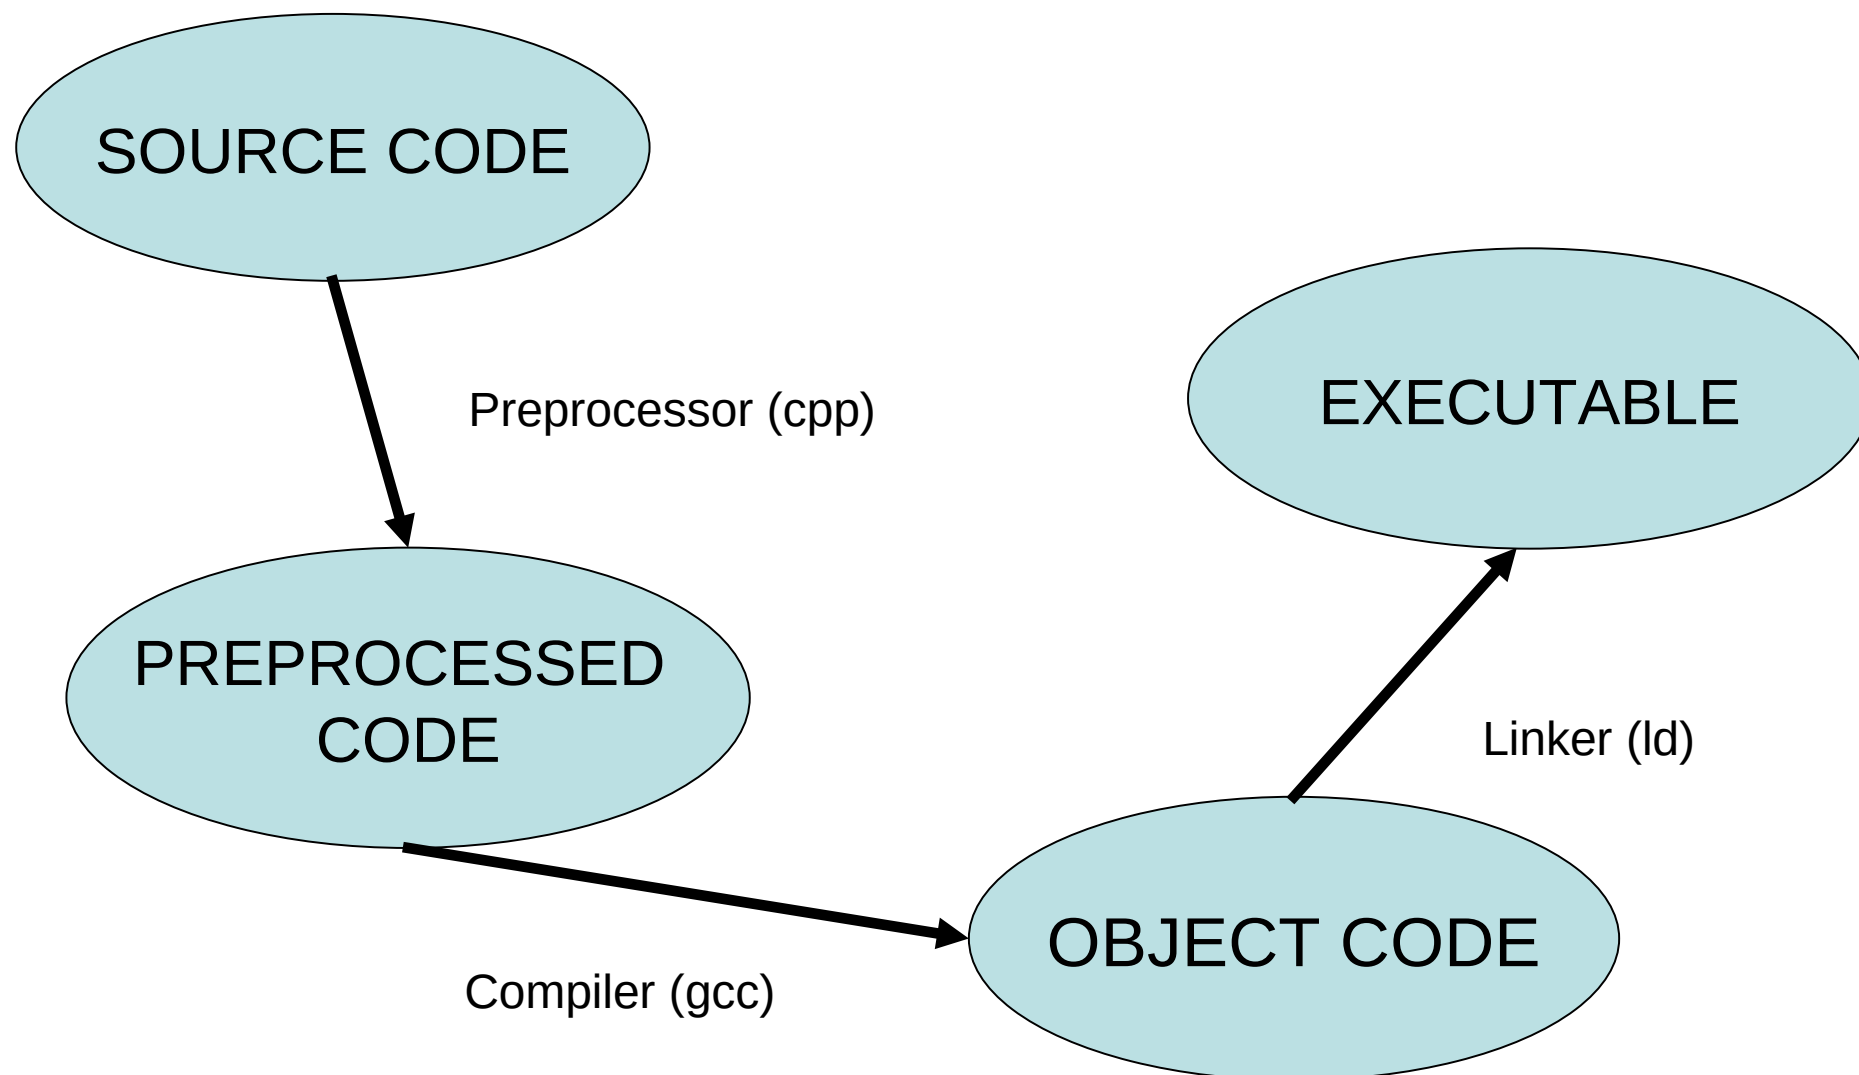 SOURCE CODE
Preprocessor (cpp)
EXECUTABLE
PREPROCESSED
CODE
Linker (ld)
OBJECT CODE
Compiler (gcc)